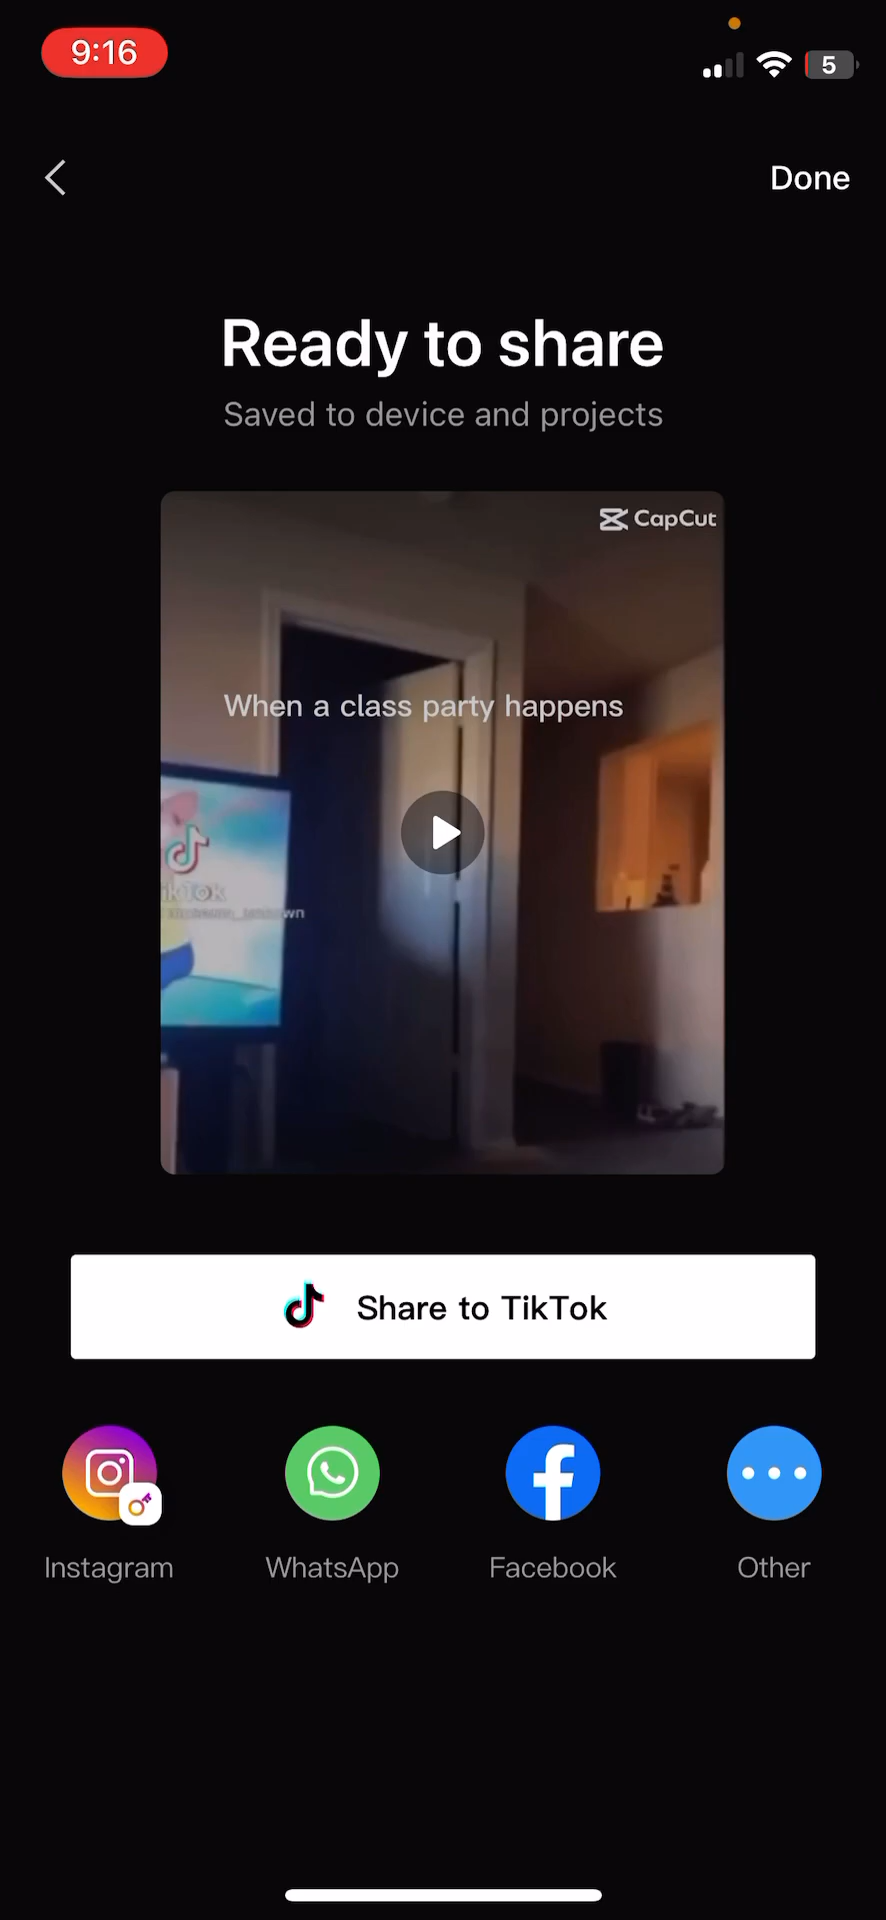 9:16
5
Done
Ready to share
Saved to device and projects
CapCut
When a class party happens
Share to TikTok
Instagram
WhatsApp
Facebook
Other